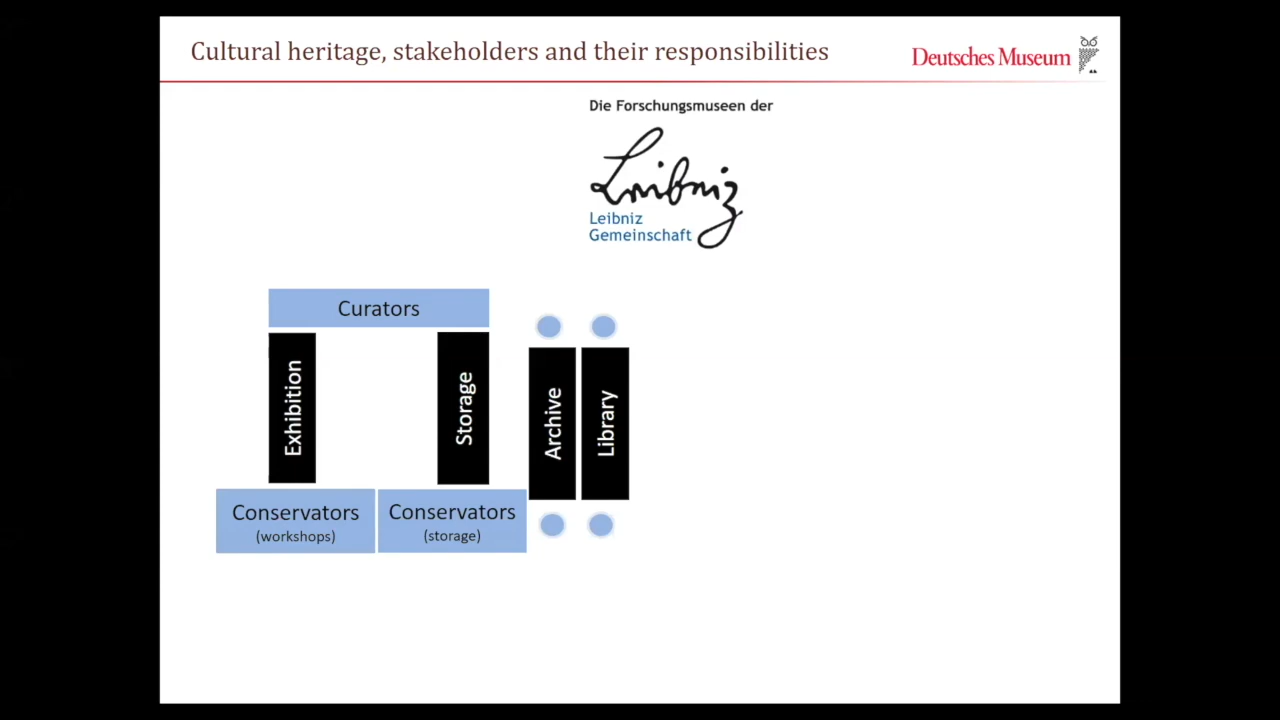 Cultural heritage, stakeholders and their responsibilities
Deutsches Museum
Die Forschungsmuseen der
Leibniz
Leibniz
Gemeinschaft
Curators
Exhibition
Storage
Archive
Library
Conservators
(workshops)
Conservators
(storage)